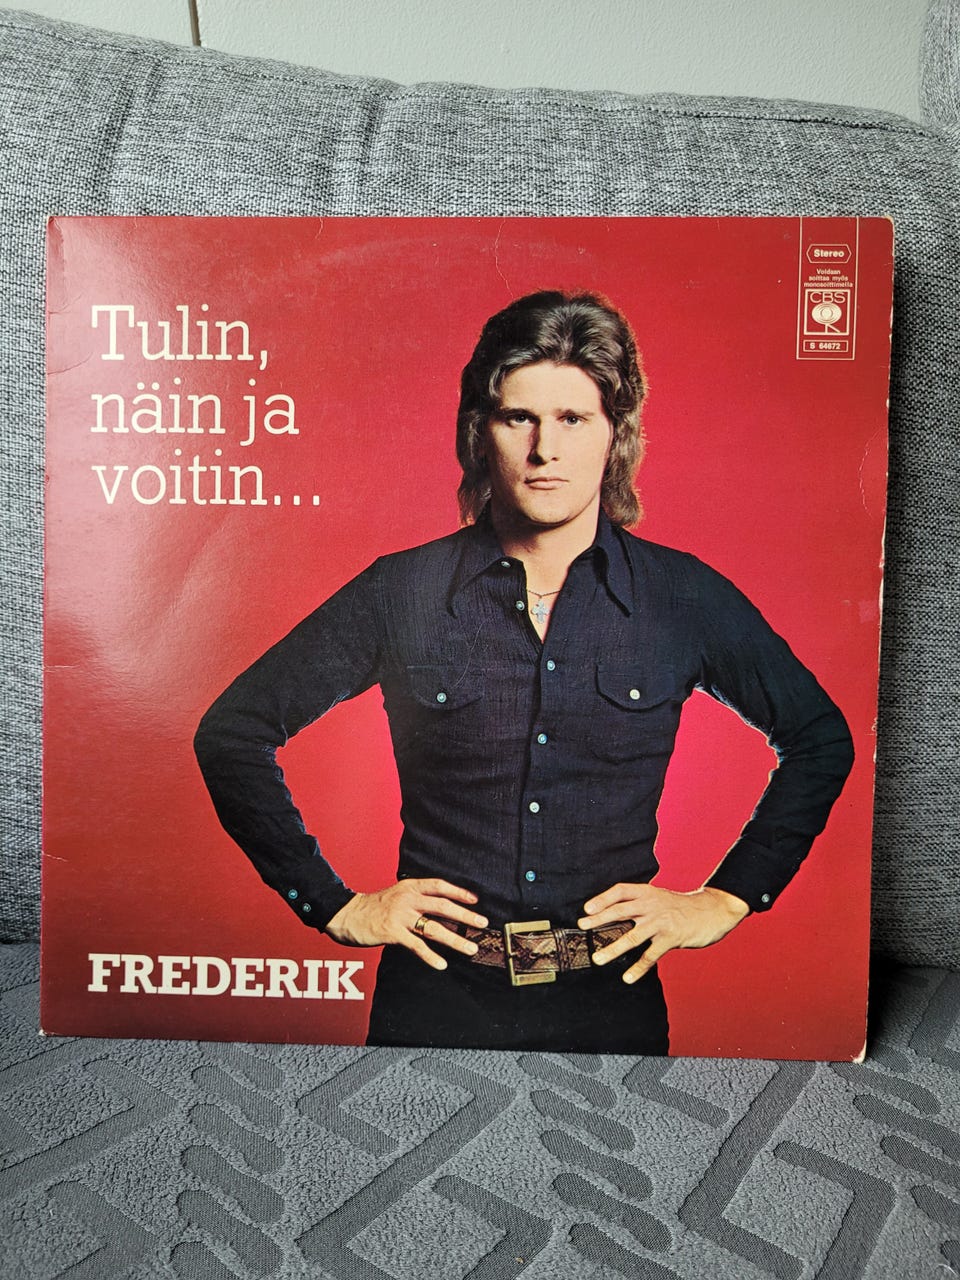 Tulin,
näin ja
voitin...
Stereo
Voidaan
soittaa myös
monosoittimella
CBS
S 64672
FREDERIK